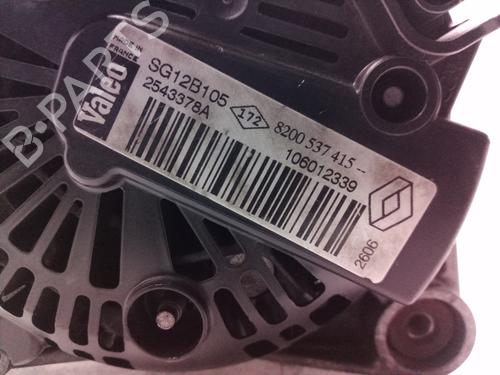 MADE IN
FRANCE
Valeo
SG12B105
2543378A
172
8200 537 415 --
106012339
2606
B-PARTS